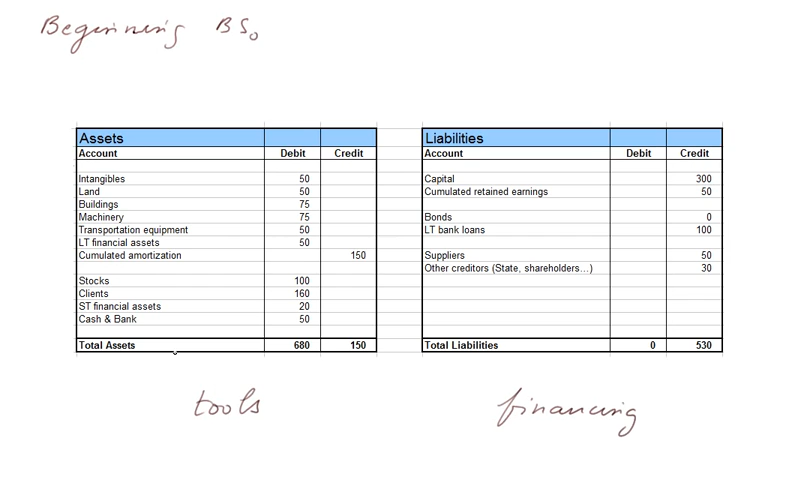 Beginning BS0
Assets
Account Debit Credit
Intangibles 50
Land 50
Buildings 75
Machinery 75
Transportation equipment 50
LT financial assets 50
Cumulated amortization 150
Stocks 100
Clients 160
ST financial assets 20
Cash & Bank 50
Total Assets 680 150
Liabilities
Account Debit Credit
Capital 300
Cumulated retained earnings 50
Bonds 0
LT bank loans 100
Suppliers 50
Other creditors (State, shareholders...) 30
Total Liabilities 0 530
tools
financing